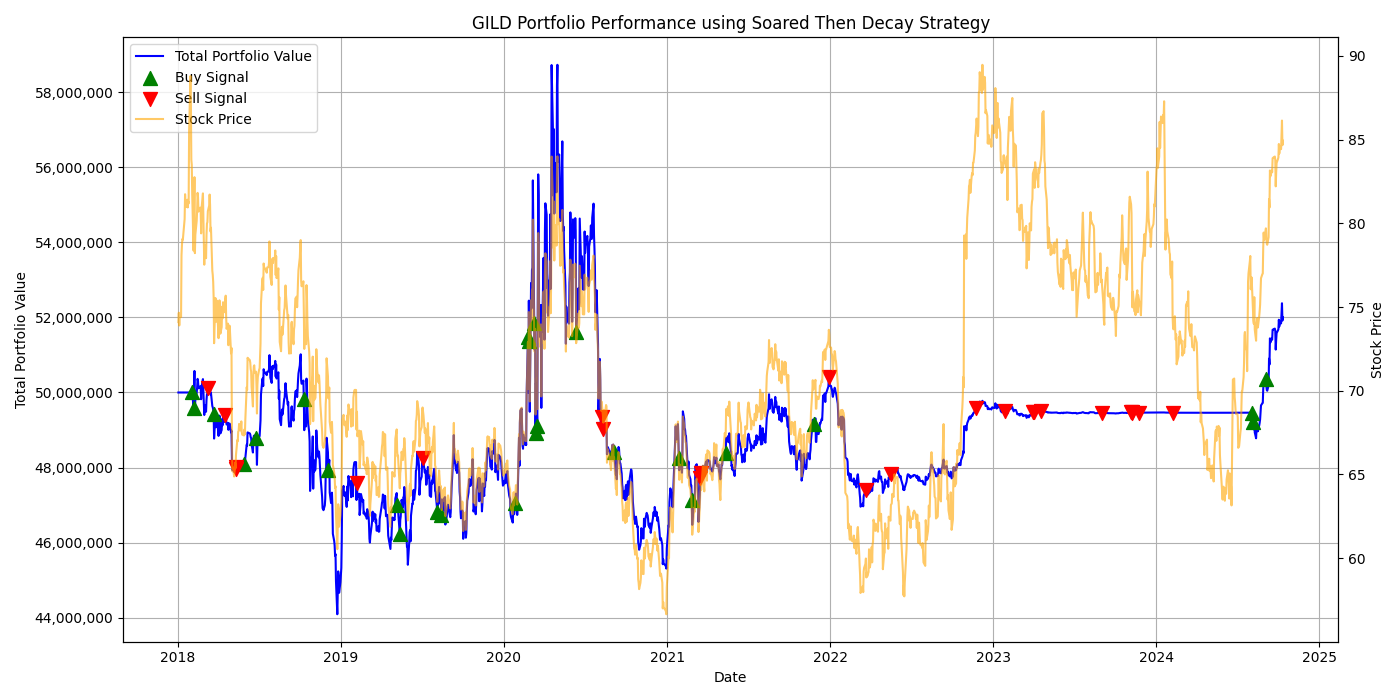 GILD Portfolio Performance using Soared Then Decay Strategy
Total Portfolio Value
Buy Signal
Sell Signal
Stock Price
58,000,000
56,000,000
54,000,000
52,000,000
50,000,000
48,000,000
46,000,000
44,000,000
Total Portfolio Value
90
85
80
75
70
65
60
Stock Price
2018
2019
2020
2021
2022
2023
2024
2025
Date